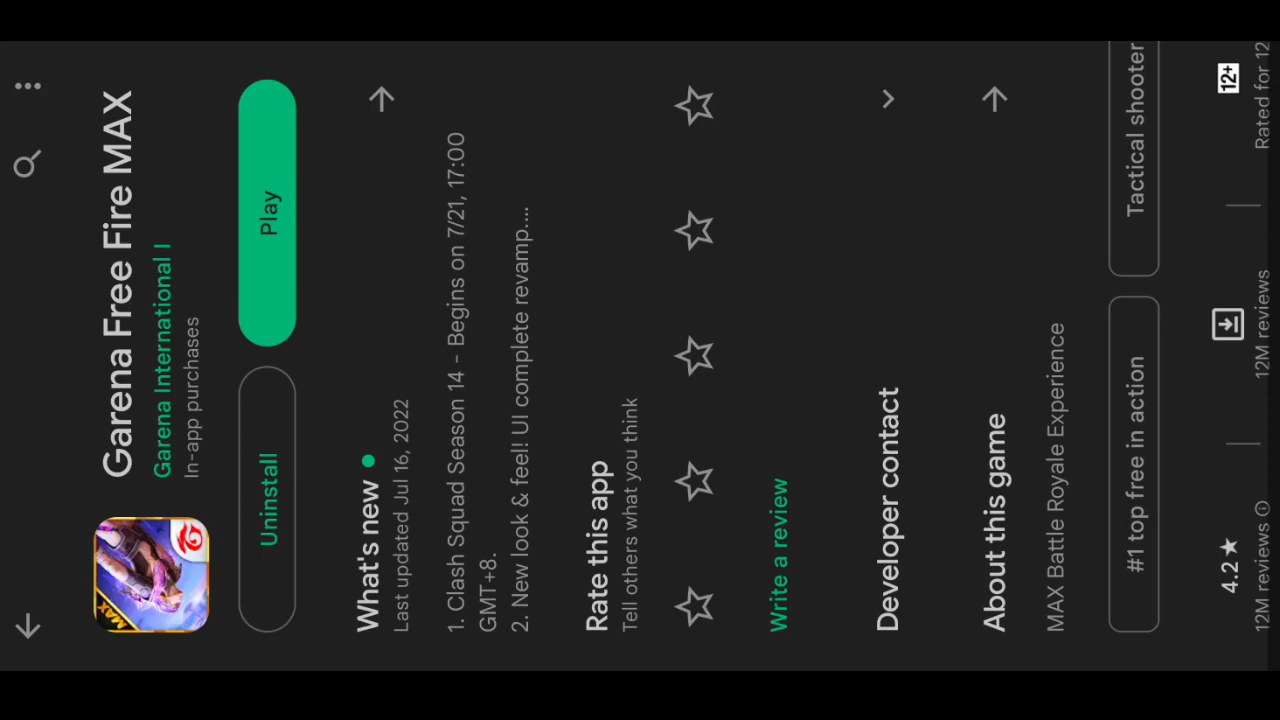 Garena Free Fire MAX
Garena International I
In-app purchases
MAX
Uninstall
Play
What's new
Last updated Jul 16, 2022
1. Clash Squad Season 14 - Begins on 7/21, 17:00
GMT+8.
2. New look & feel! UI complete revamp....
Rate this app
Tell others what you think
Write a review
Developer contact
About this game
MAX Battle Royale Experience
#1 top free in action
Tactical shooter
4.2★
12+
12M reviews
12M reviews
Rated for 12